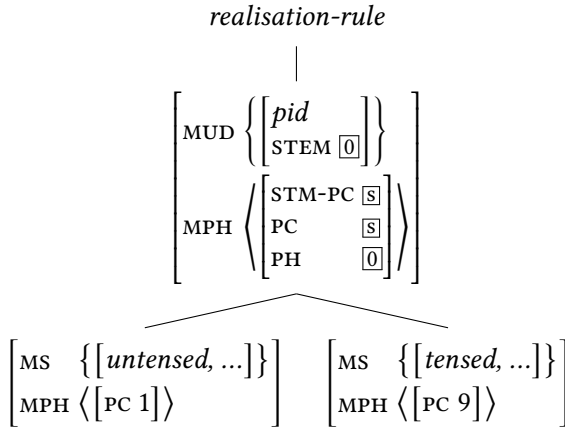 realisation-rule
MUD {[pid
STEM [0]]}
MPH ⟨[STM-PC [s]
PC [s]
PH [0]]⟩
[MS {[untensed, ...]} [MS {[tensed, ...]}
MPH ⟨[PC 1]⟩] MPH ⟨[PC 9]⟩]